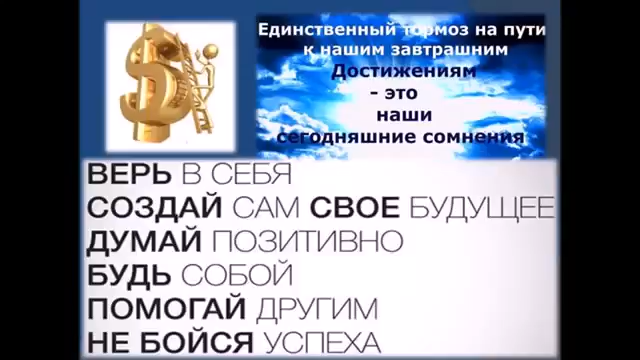 Единственный тормоз на пути
к нашим завтрашним
Достижениям
- это
наши
сегодняшние сомнения
ВЕРЬ В СЕБЯ
СОЗДАЙ САМ СВОЕ БУДУЩЕЕ
ДУМАЙ ПОЗИТИВНО
БУДЬ СОБОЙ
ПОМОГАЙ ДРУГИМ
НЕ БОЙСЯ УСПЕХА